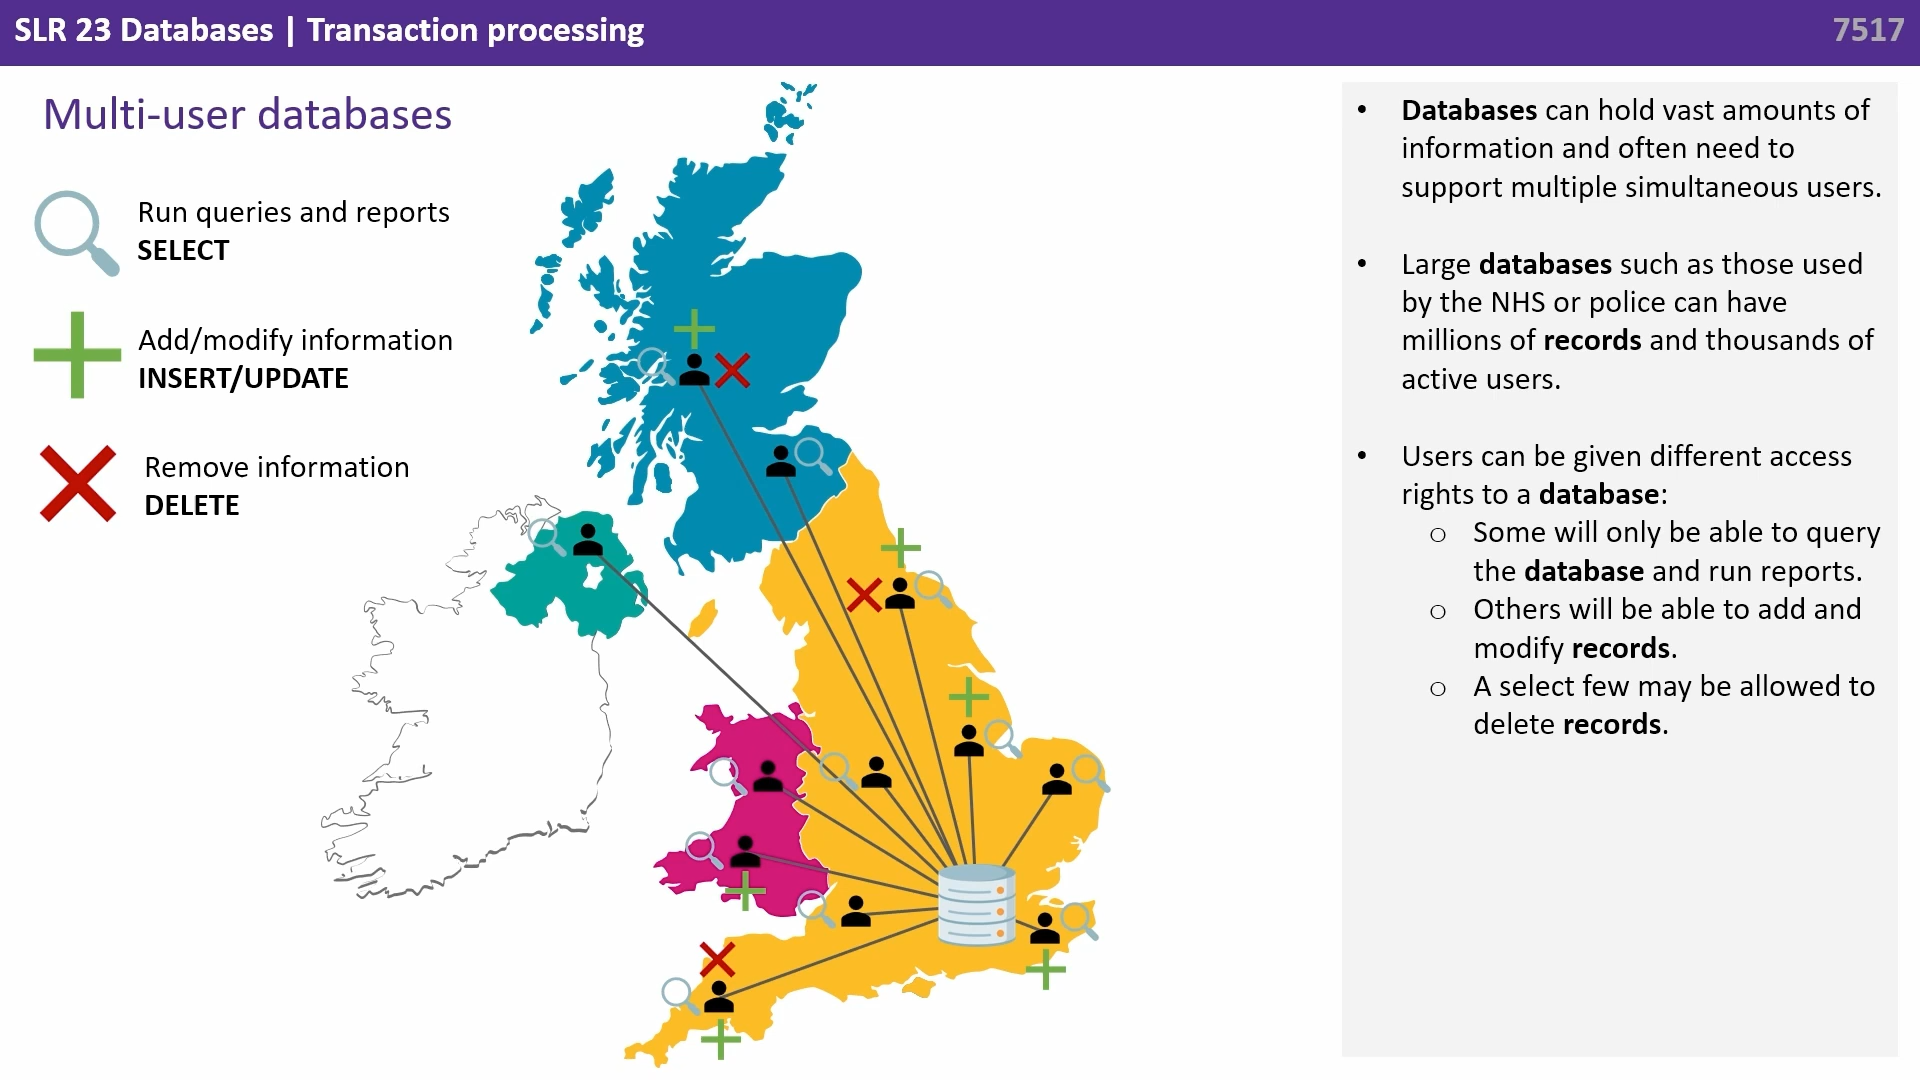 SLR 23 Databases | Transaction processing
7517
Multi-user databases
Run queries and reports
SELECT
Add/modify information
INSERT/UPDATE
Remove information
DELETE
• Databases can hold vast amounts of
information and often need to
support multiple simultaneous users.
• Large databases such as those used
by the NHS or police can have
millions of records and thousands of
active users.
• Users can be given different access
rights to a database:
o Some will only be able to query
the database and run reports.
o Others will be able to add and
modify records.
o A select few may be allowed to
delete records.